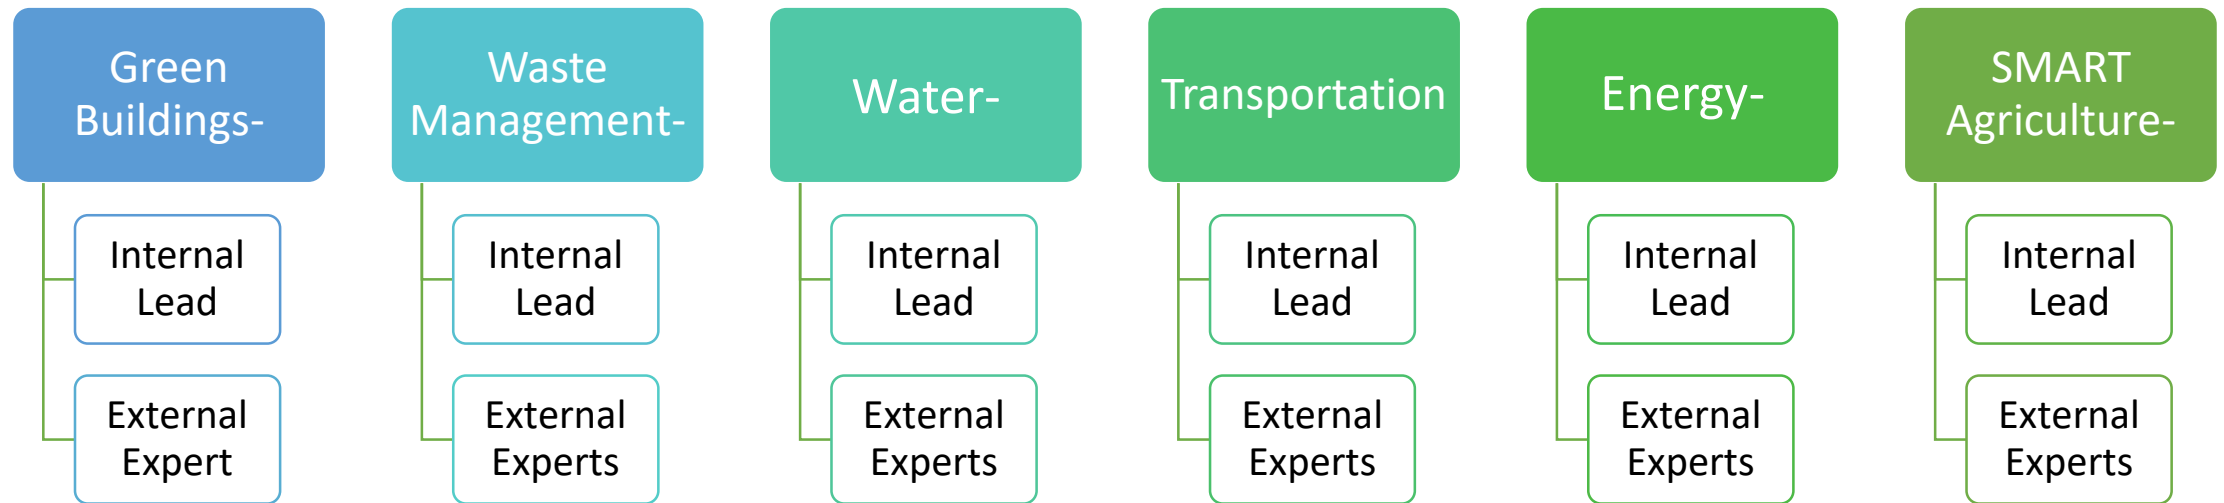 Green
Buildings-
Internal
Lead
External
Expert
Waste
Management-
Internal
Lead
External
Experts
Water-
Internal
Lead
External
Experts
Transportation
Internal
Lead
External
Experts
Energy-
Internal
Lead
External
Experts
SMART
Agriculture-
Internal
Lead
External
Experts